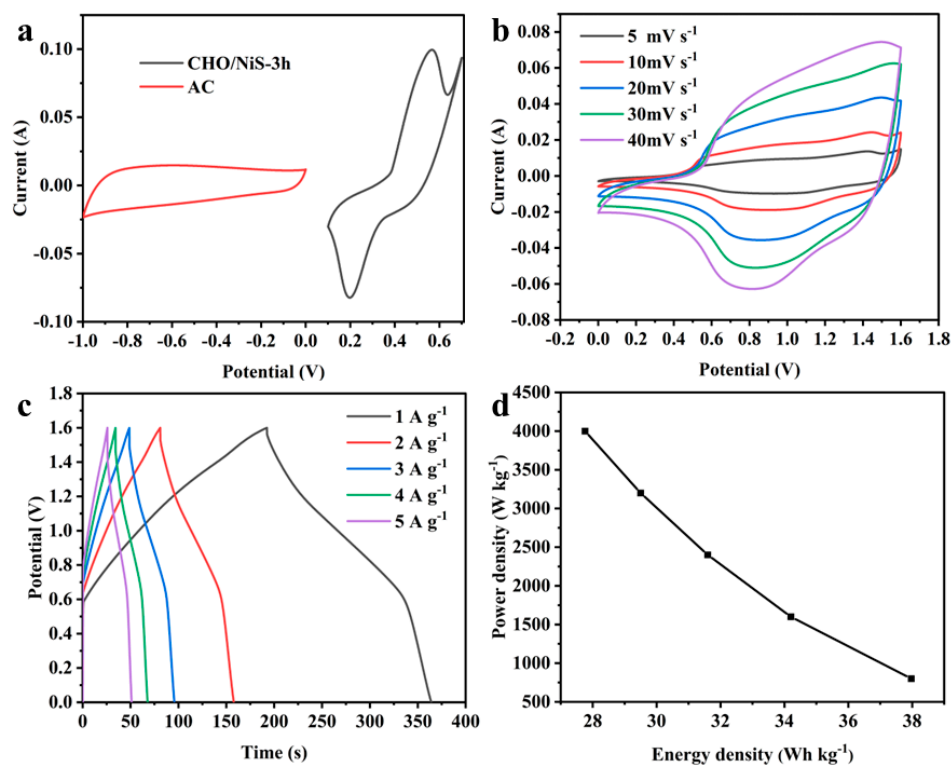 a
CHO/NiS-3h
AC
Current (A)
0.10
0.05
0.00
-0.05
-0.10
-1.0 -0.8 -0.6 -0.4 -0.2 0.0 0.2 0.4 0.6
Potential (V)
b
5 mV s⁻¹
10mV s⁻¹
20mV s⁻¹
30mV s⁻¹
40mV s⁻¹
Current (A)
0.08
0.06
0.04
0.02
0.00
-0.02
-0.04
-0.06
-0.08
-0.2 0.0 0.2 0.4 0.6 0.8 1.0 1.2 1.4 1.6 1.8
Potential (V)
c
1 A g⁻¹
2 A g⁻¹
3 A g⁻¹
4 A g⁻¹
5 A g⁻¹
Potential (V)
1.8
1.6
1.4
1.2
1.0
0.8
0.6
0.4
0.2
0.0
0 50 100 150 200 250 300 350 400
Time (s)
d
Power density (W kg⁻¹)
4500
4000
3500
3000
2500
2000
1500
1000
500
28 30 32 34 36 38
Energy density (Wh kg⁻¹)